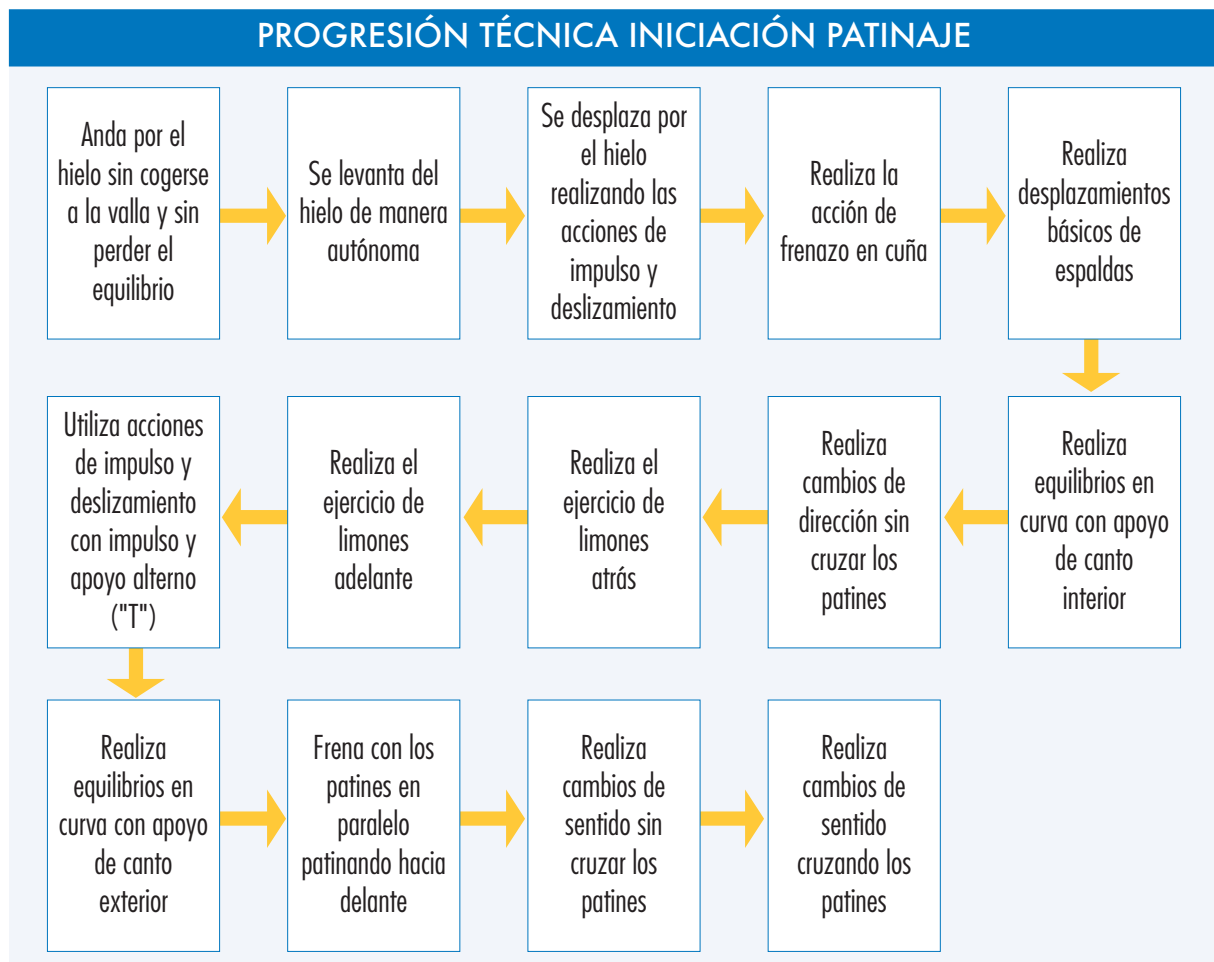 PROGRESIÓN TÉCNICA INICIACIÓN PATINAJE
Anda por el
hielo sin cogerse
a la valla y sin
perder el
equilibrio
Se levanta del
hielo de manera
autónoma
Se desplaza por
el hielo
realizando las
acciones de
impulso y
deslizamiento
Realiza la
acción de
frenazo en cuña
Realiza
desplazamientos
básicos de
espaldas
Realiza
equilibrios en
curva con apoyo
de canto
interior
Realiza
cambios de
dirección sin
cruzar los
patines
Realiza el
ejercicio de
limones
atrás
Realiza el
ejercicio de
limones
adelante
Utiliza acciones
de impulso y
deslizamiento
con impulso y
apoyo alterno
("T")
Realiza
equilibrios en
curva con apoyo
de canto
exterior
Frena con los
patines en
paralelo
patinando hacia
delante
Realiza
cambios de
sentido sin
cruzar los
patines
Realiza
cambios de
sentido
cruzando los
patines